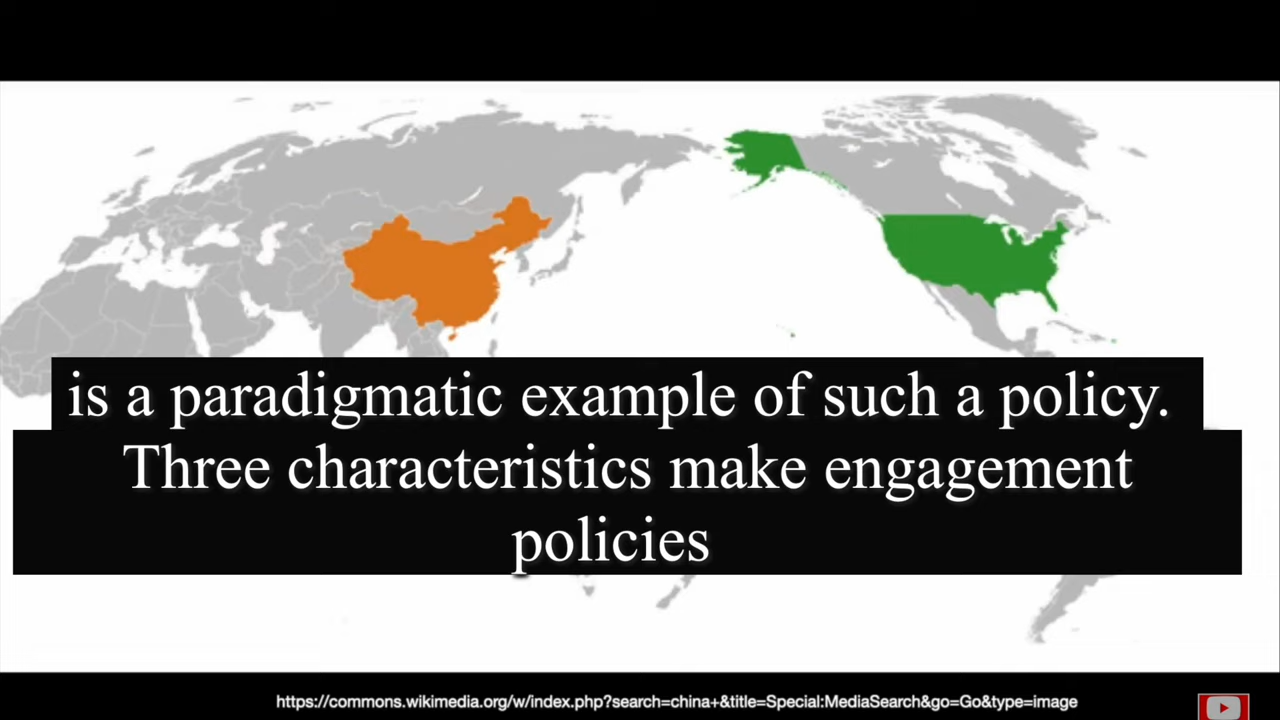 is a paradigmatic example of such a policy.
Three characteristics make engagement
policies
https://commons.wikimedia.org/w/index.php?search=china+&title=Special:MediaSearch&go=Go&type=image